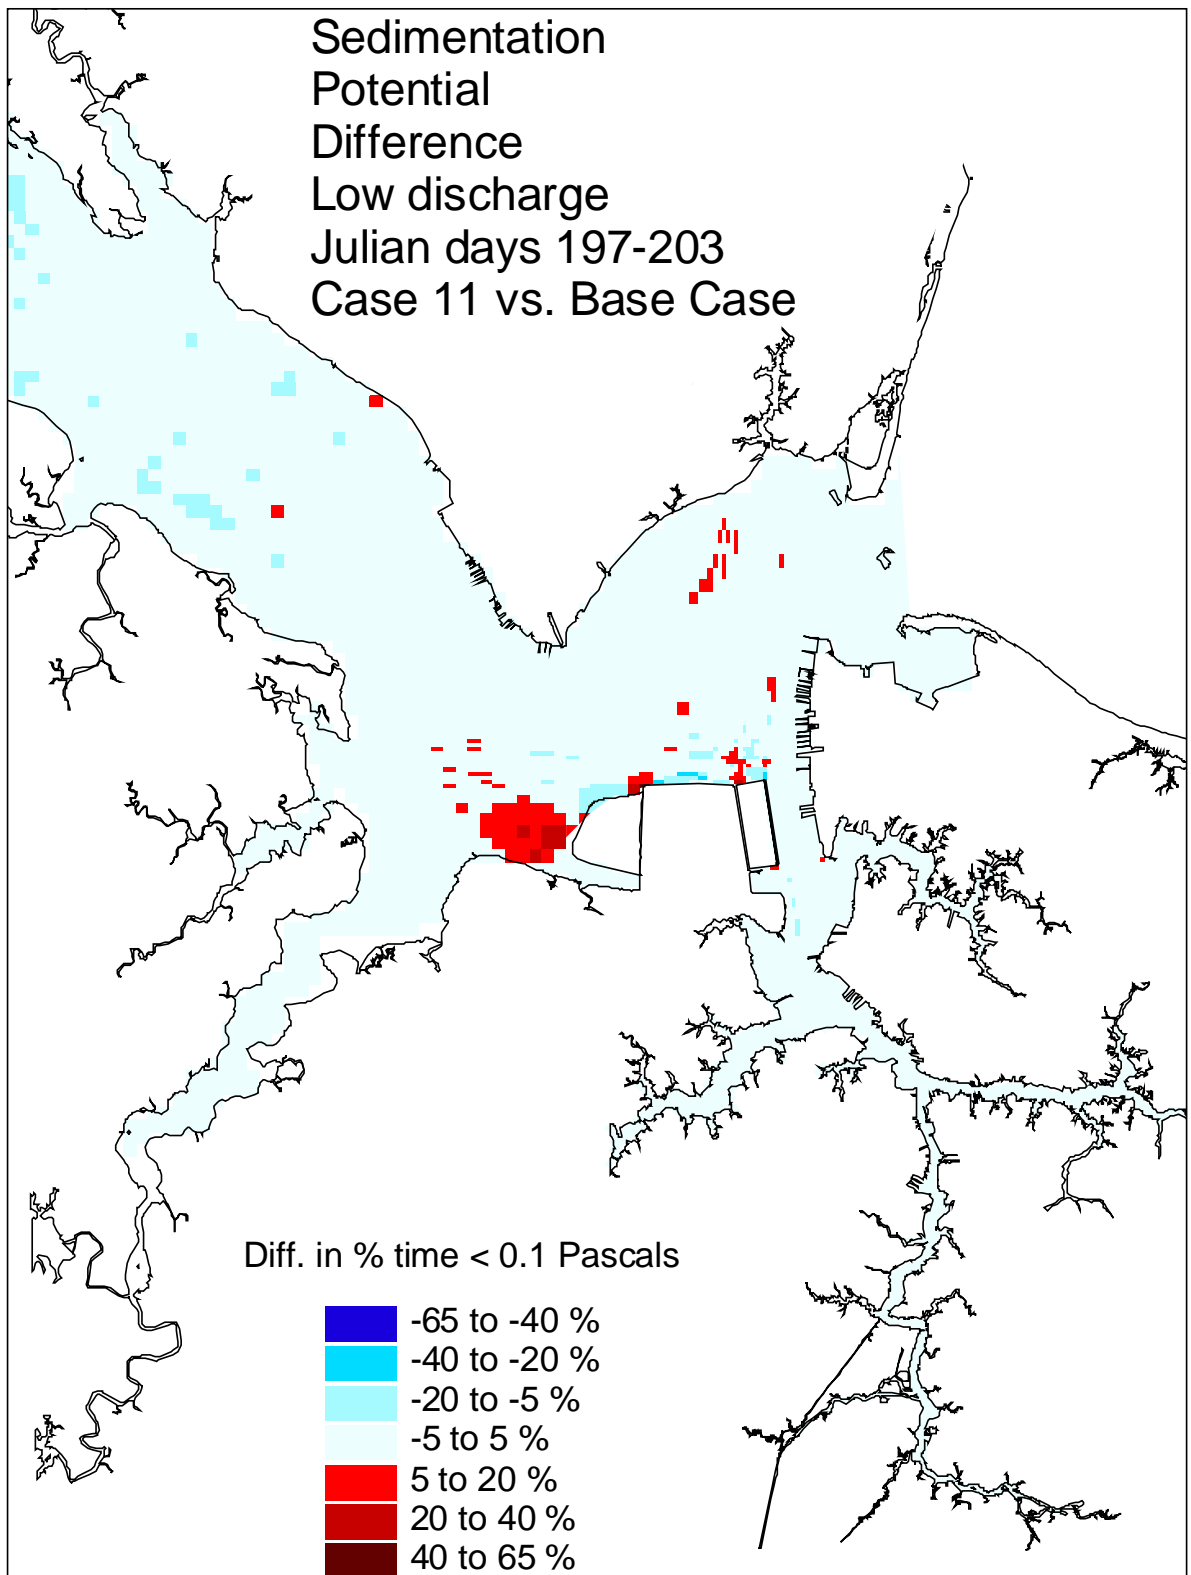 Sedimentation
Potential
Difference
Low discharge
Julian days 197-203
Case 11 vs. Base Case
Diff. in % time < 0.1 Pascals
-65 to -40 %
-40 to -20 %
-20 to -5 %
-5 to 5 %
5 to 20 %
20 to 40 %
40 to 65 %